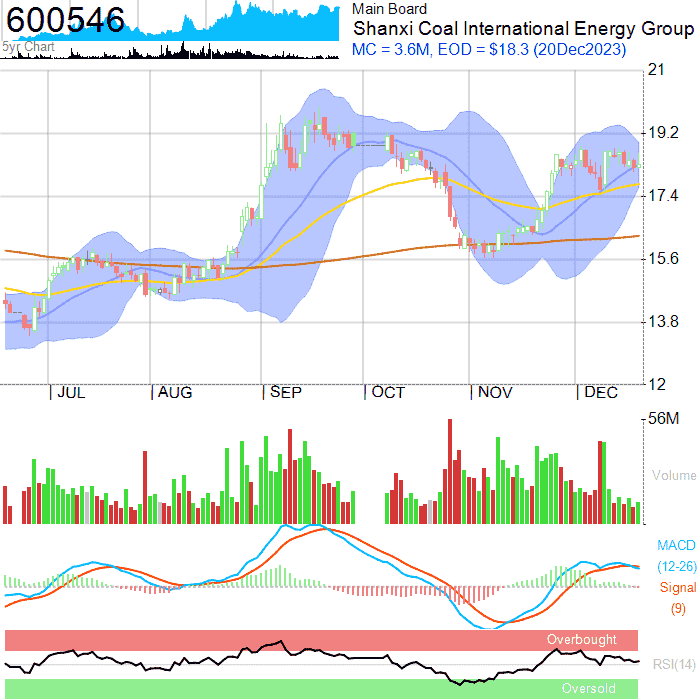 600546
5yr Chart
Main Board
Shanxi Coal International Energy Group
MC = 3.6M, EOD = $18.3 (20Dec2023)
21
19.2
17.4
15.6
13.8
12
JUL
AUG
SEP
OCT
NOV
DEC
56M
Volume
MACD
(12-26)
Signal
(9)
Overbought
RSI(14)
Oversold